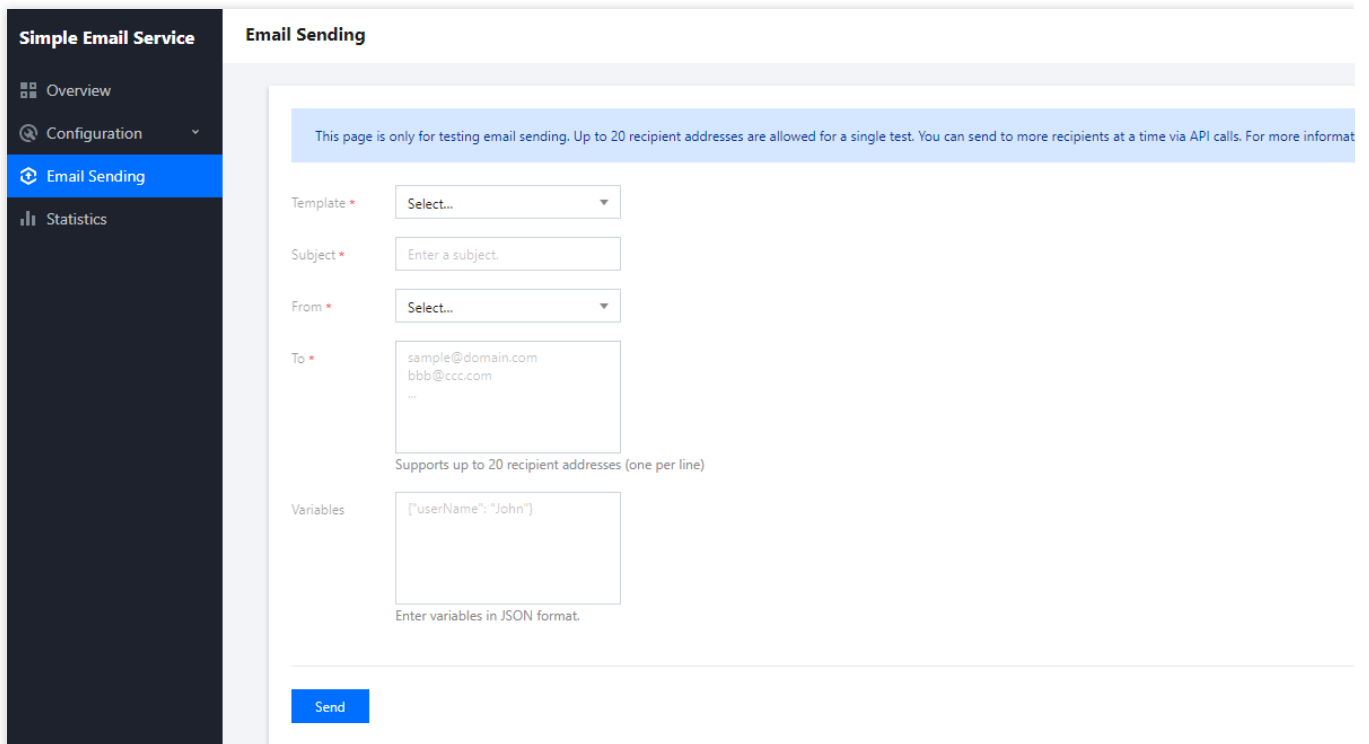 Simple Email Service
Overview
Configuration
Email Sending
Statistics
Email Sending
This page is only for testing email sending. Up to 20 recipient addresses are allowed for a single test. You can send to more recipients at a time via API calls. For more informat
Template *
Select...
Subject *
Enter a subject.
From *
Select...
To *
sample@domain.com
bbb@ccc.com
...
Supports up to 20 recipient addresses (one per line)
Variables
{"userName": "John"}
Enter variables in JSON format.
Send